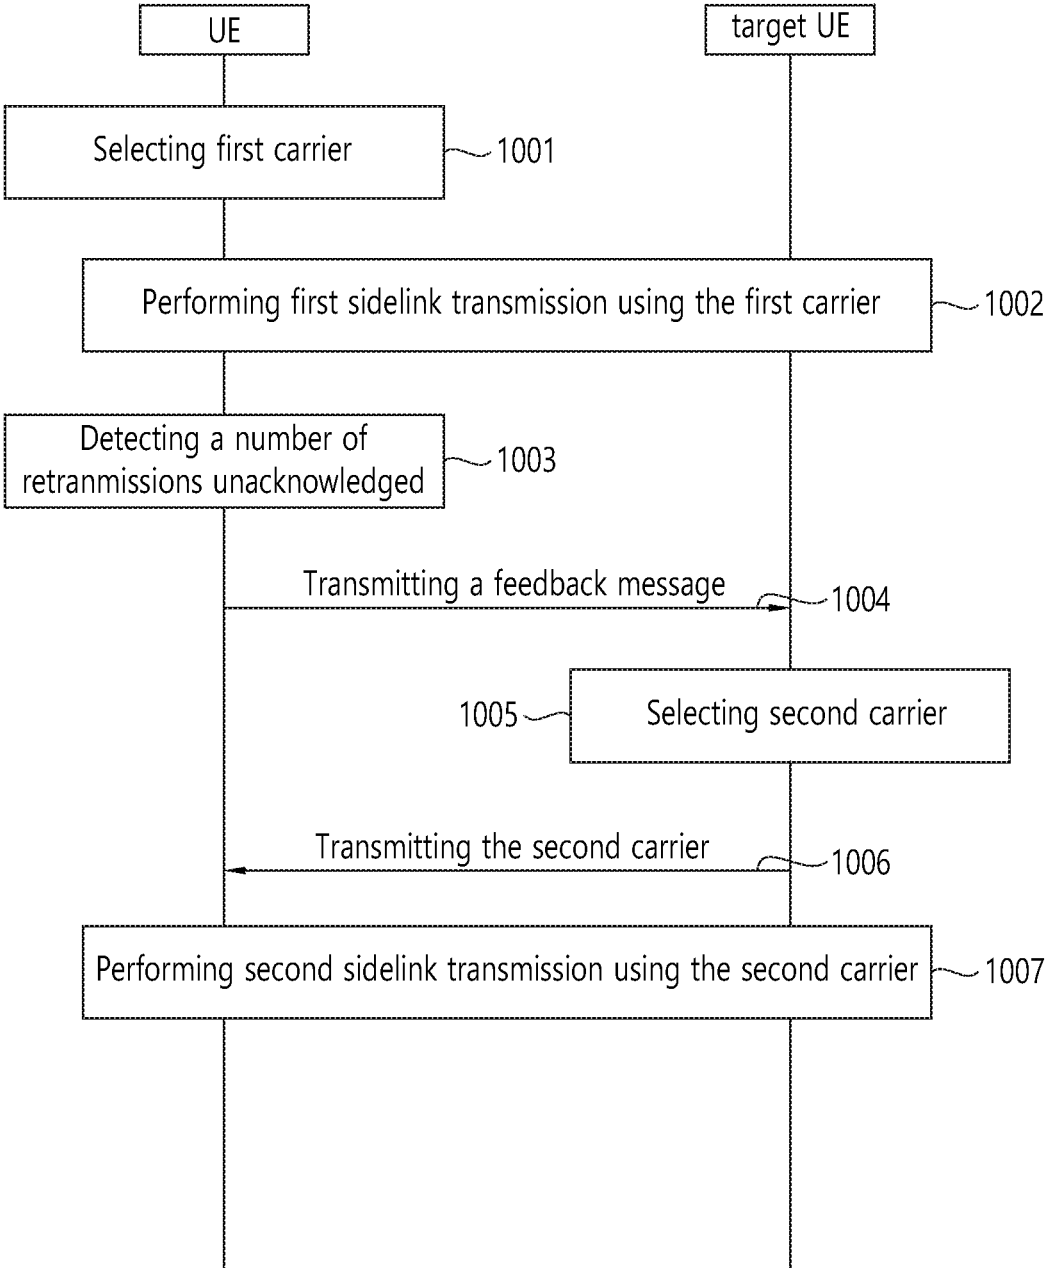 UE
target UE
Selecting first carrier
1001
Performing first sidelink transmission using the first carrier
1002
Detecting a number of
retranmissions unacknowledged
1003
Transmitting a feedback message
1004
1005
Selecting second carrier
Transmitting the second carrier
1006
Performing second sidelink transmission using the second carrier
1007